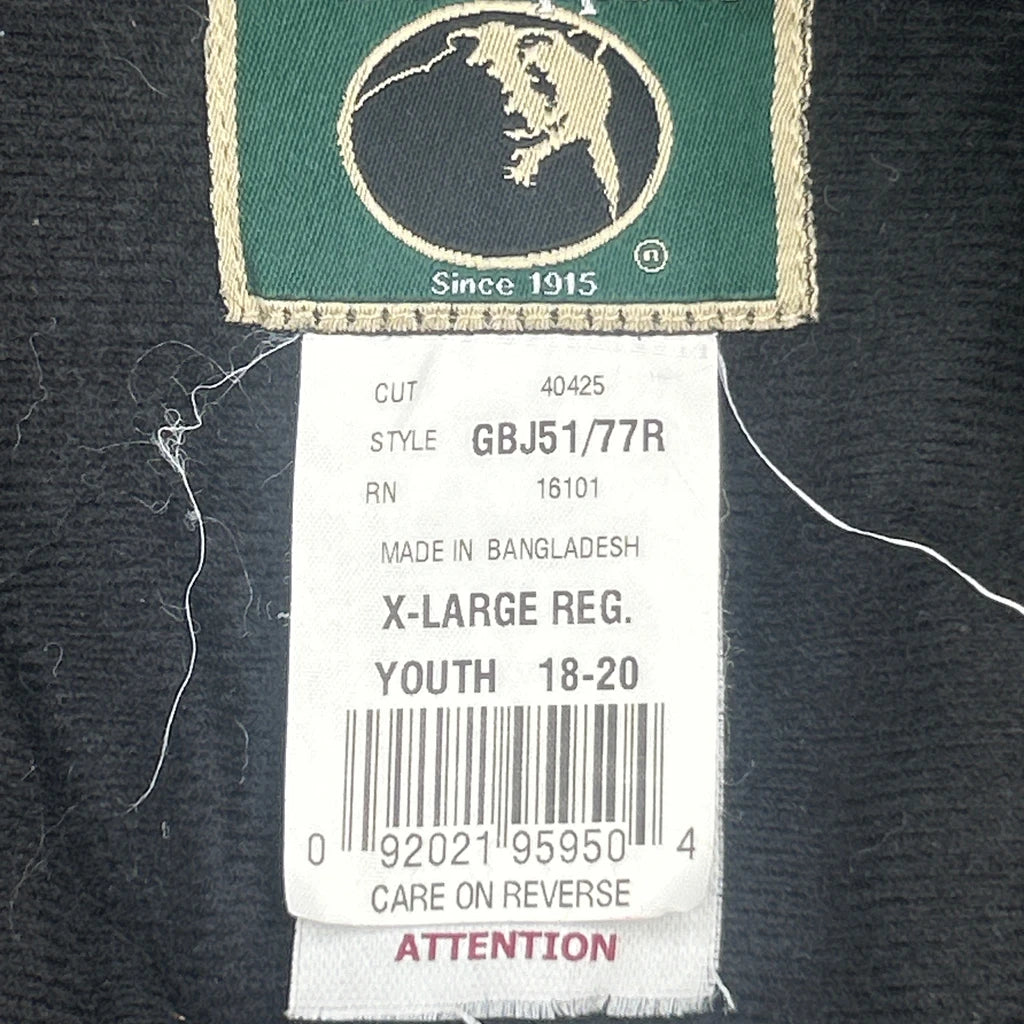 Since 1915
CUT 40425
STYLE GBJ51/77R
RN 16101
MADE IN BANGLADESH
X-LARGE REG.
YOUTH 18-20
0 92021 95950 4
CARE ON REVERSE
ATTENTION